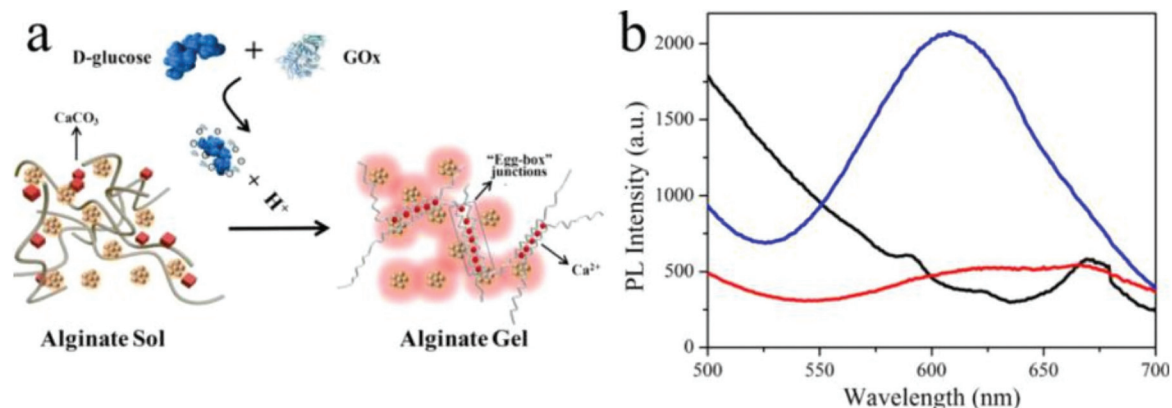 a
D-glucose + GOx
CaCO3
+ H+
"Egg-box"
junctions
Ca2+
Alginate Sol
Alginate Gel
b
PL Intensity (a.u.)
2000
1500
1000
500
0
500 550 600 650 700
Wavelength (nm)